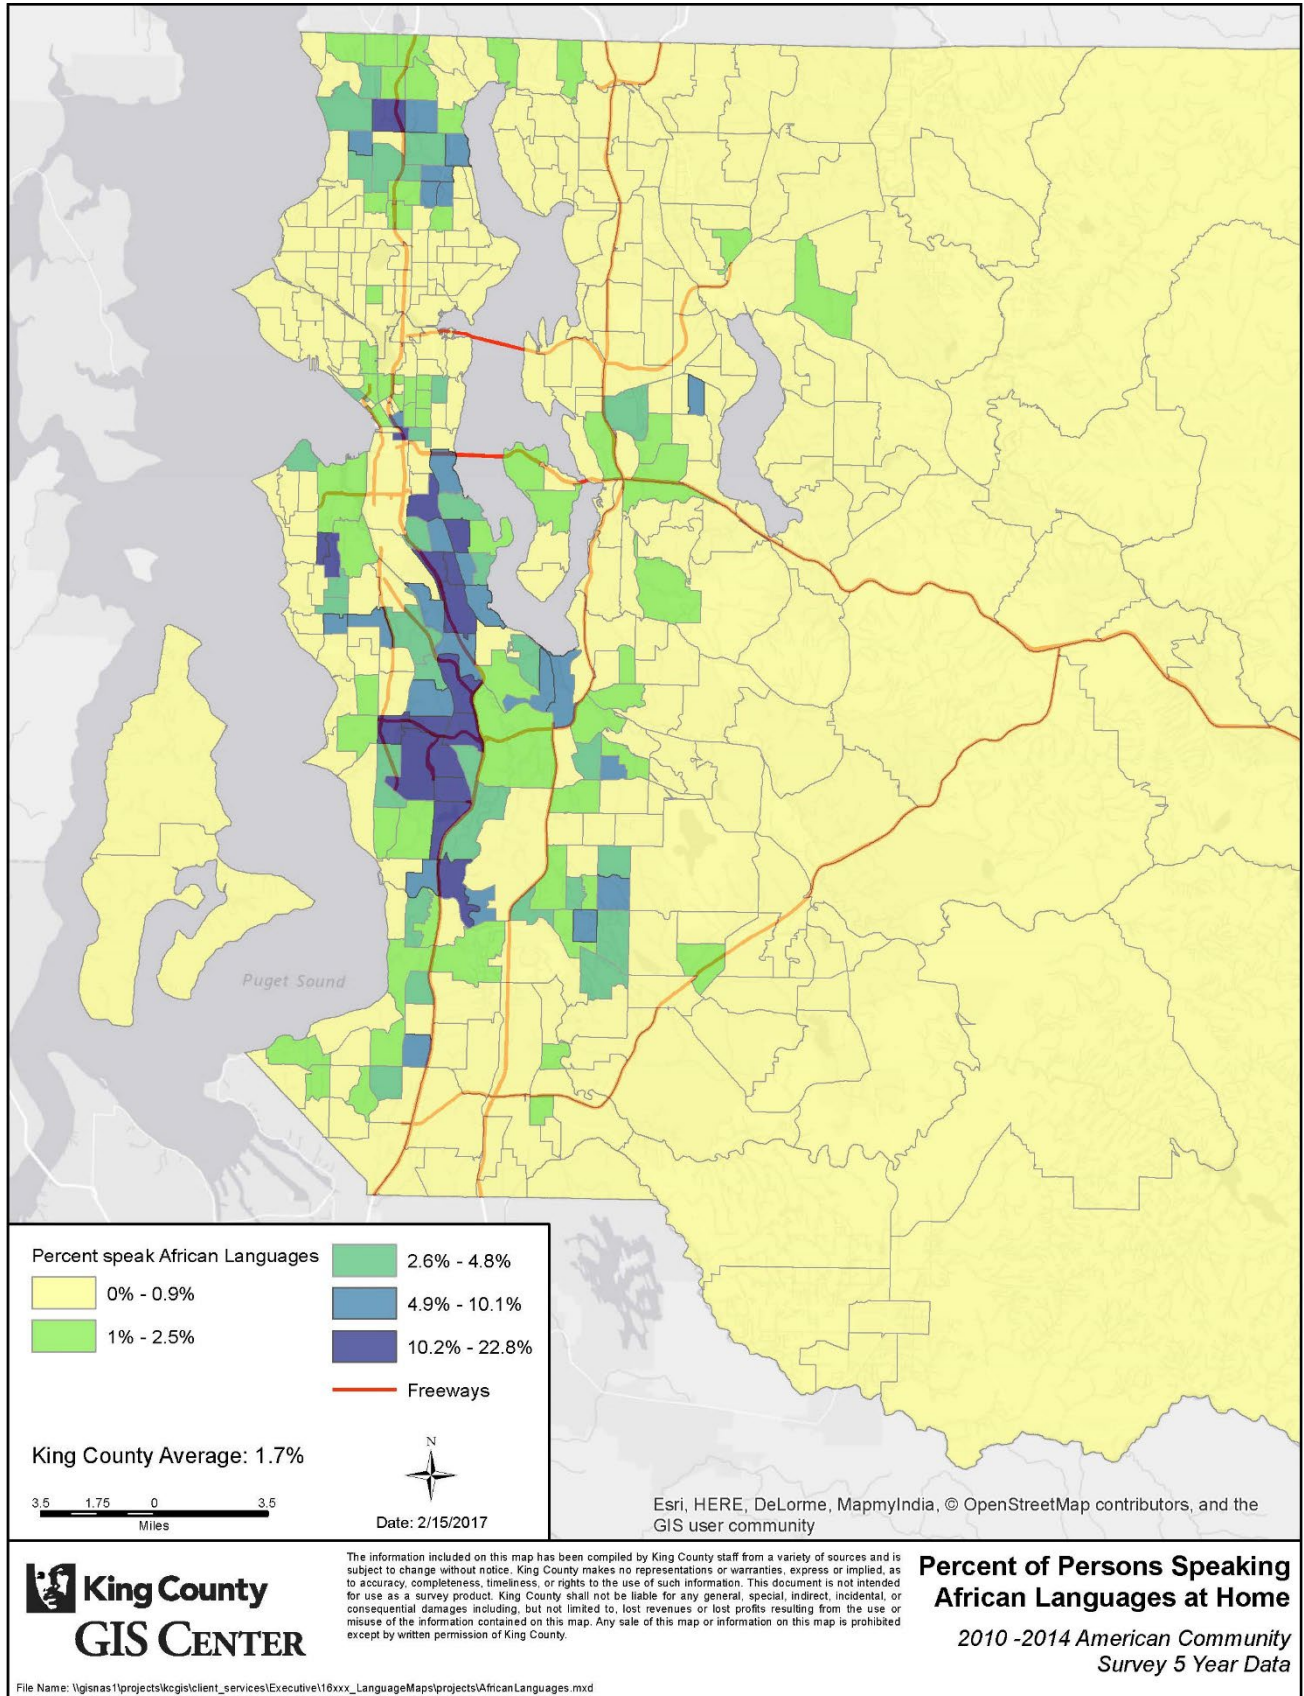 Puget Sound
Percent speak African Languages
0% - 0.9%
1% - 2.5%
2.6% - 4.8%
4.9% - 10.1%
10.2% - 22.8%
Freeways
King County Average: 1.7%
3.5 1.75 0 3.5
Miles
N
Date: 2/15/2017
Esri, HERE, DeLorme, MapmyIndia, © OpenStreetMap contributors, and the
GIS user community
King County
GIS CENTER
The information included on this map has been compiled by King County staff from a variety of sources and is
subject to change without notice. King County makes no representations or warranties, express or implied, as
to accuracy, completeness, timeliness, or rights to the use of such information. This document is not intended
for use as a survey product. King County shall not be liable for any general, special, indirect, incidental, or
consequential damages including, but not limited to, lost revenues or lost profits resulting from the use or
misuse of the information contained on this map. Any sale of this map or information on this map is prohibited
except by written permission of King County.
Percent of Persons Speaking
African Languages at Home
2010 -2014 American Community
Survey 5 Year Data
File Name: \\gisnas1\projects\kcgis\client_services\Executive\16xxx_LanguageMaps\projects\AfricanLanguages.mxd